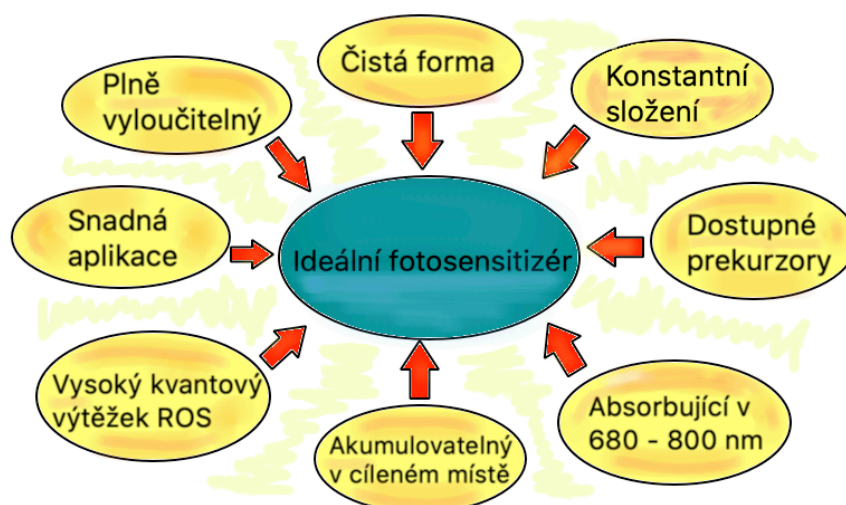 Čistá forma
Plně
vyloučitelný
Konstantní
složení
Snadná
aplikace
Ideální fotosensitizér
Dostupné
prekurzory
Vysoký kvantový
výtěžek ROS
Akumulovatelný
v cíleném místě
Absorbující v
680 - 800 nm